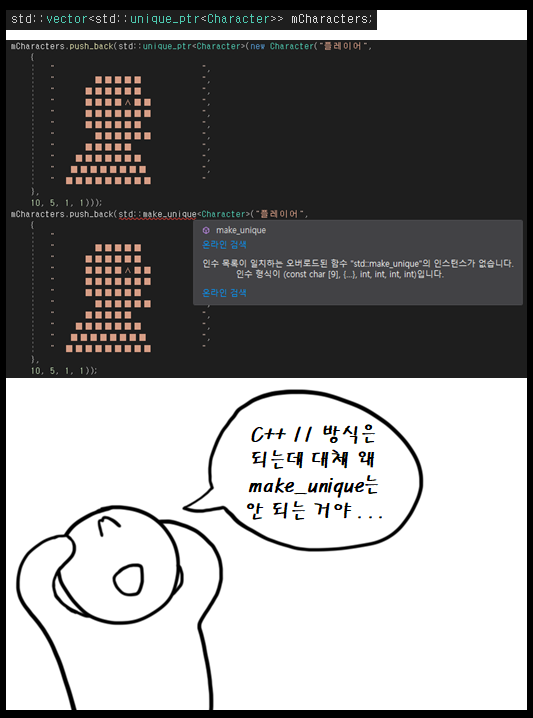 std::vector<std::unique_ptr<Character>> mCharacters;
mCharacters.push_back(std::unique_ptr<Character>(new Character("플레이어",
{
"                              ",
"        ■■■■■            ",
"       ■■■■■■            ",
"       ■■■■^■■           ",
"       ■■■■■■            ",
"       ■■■■■■■           ",
"        ■■■■■■           ",
"       ■■■■■             ",
"      ■■■■■■■            ",
"     ■■■■■■■■            ",
"    ■■■■■■■■■            ",
},
10, 5, 1, 1)));
mCharacters.push_back(std::make_unique<Character>("플레이어",
{
make_unique
온라인 검색
인수 목록이 일치하는 오버로드된 함수 "std::make_unique"의 인스턴스가 없습니다.
인수 형식이 (const char [9], {...}, int, int, int, int)입니다.
온라인 검색
"
"        ■■■■■
"       ■■■■■■
"       ■■■■^■■
"       ■■■■■■
"       ■■■■■■■
"        ■■■■■■           ",
"       ■■■■■             ",
"      ■■■■■■■            ",
"     ■■■■■■■■            ",
"    ■■■■■■■■■            ",
},
10, 5, 1, 1));
C++ 11 방식은
되는데 대체 왜
make_unique는
안 되는 거야...